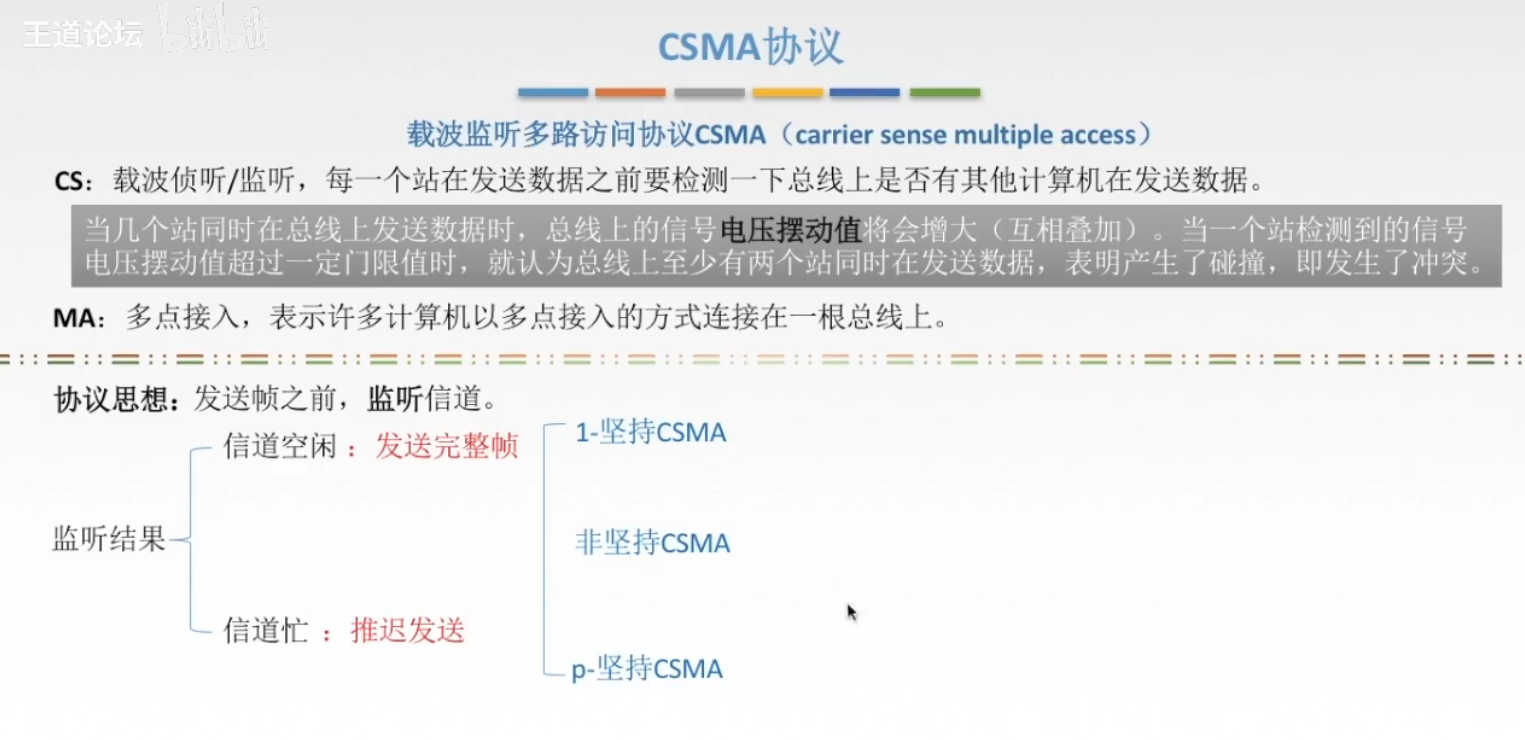 王道论坛 bilibili
CSMA协议
载波监听多路访问协议CSMA（carrier sense multiple access）
CS：载波侦听/监听，每一个站在发送数据之前要检测一下总线上是否有其他计算机在发送数据。
当几个站同时在总线上发送数据时，总线上的信号电压摆动值将会增大（互相叠加）。当一个站检测到的信号
电压摆动值超过一定门限值时，就认为总线上至少有两个站同时在发送数据，表明产生了碰撞，即发生了冲突。
MA：多点接入，表示许多计算机以多点接入的方式连接在一根总线上。
协议思想：发送帧之前，监听信道。
信道空闲：发送完整帧
监听结果
信道忙：推迟发送
1-坚持CSMA
非坚持CSMA
p-坚持CSMA